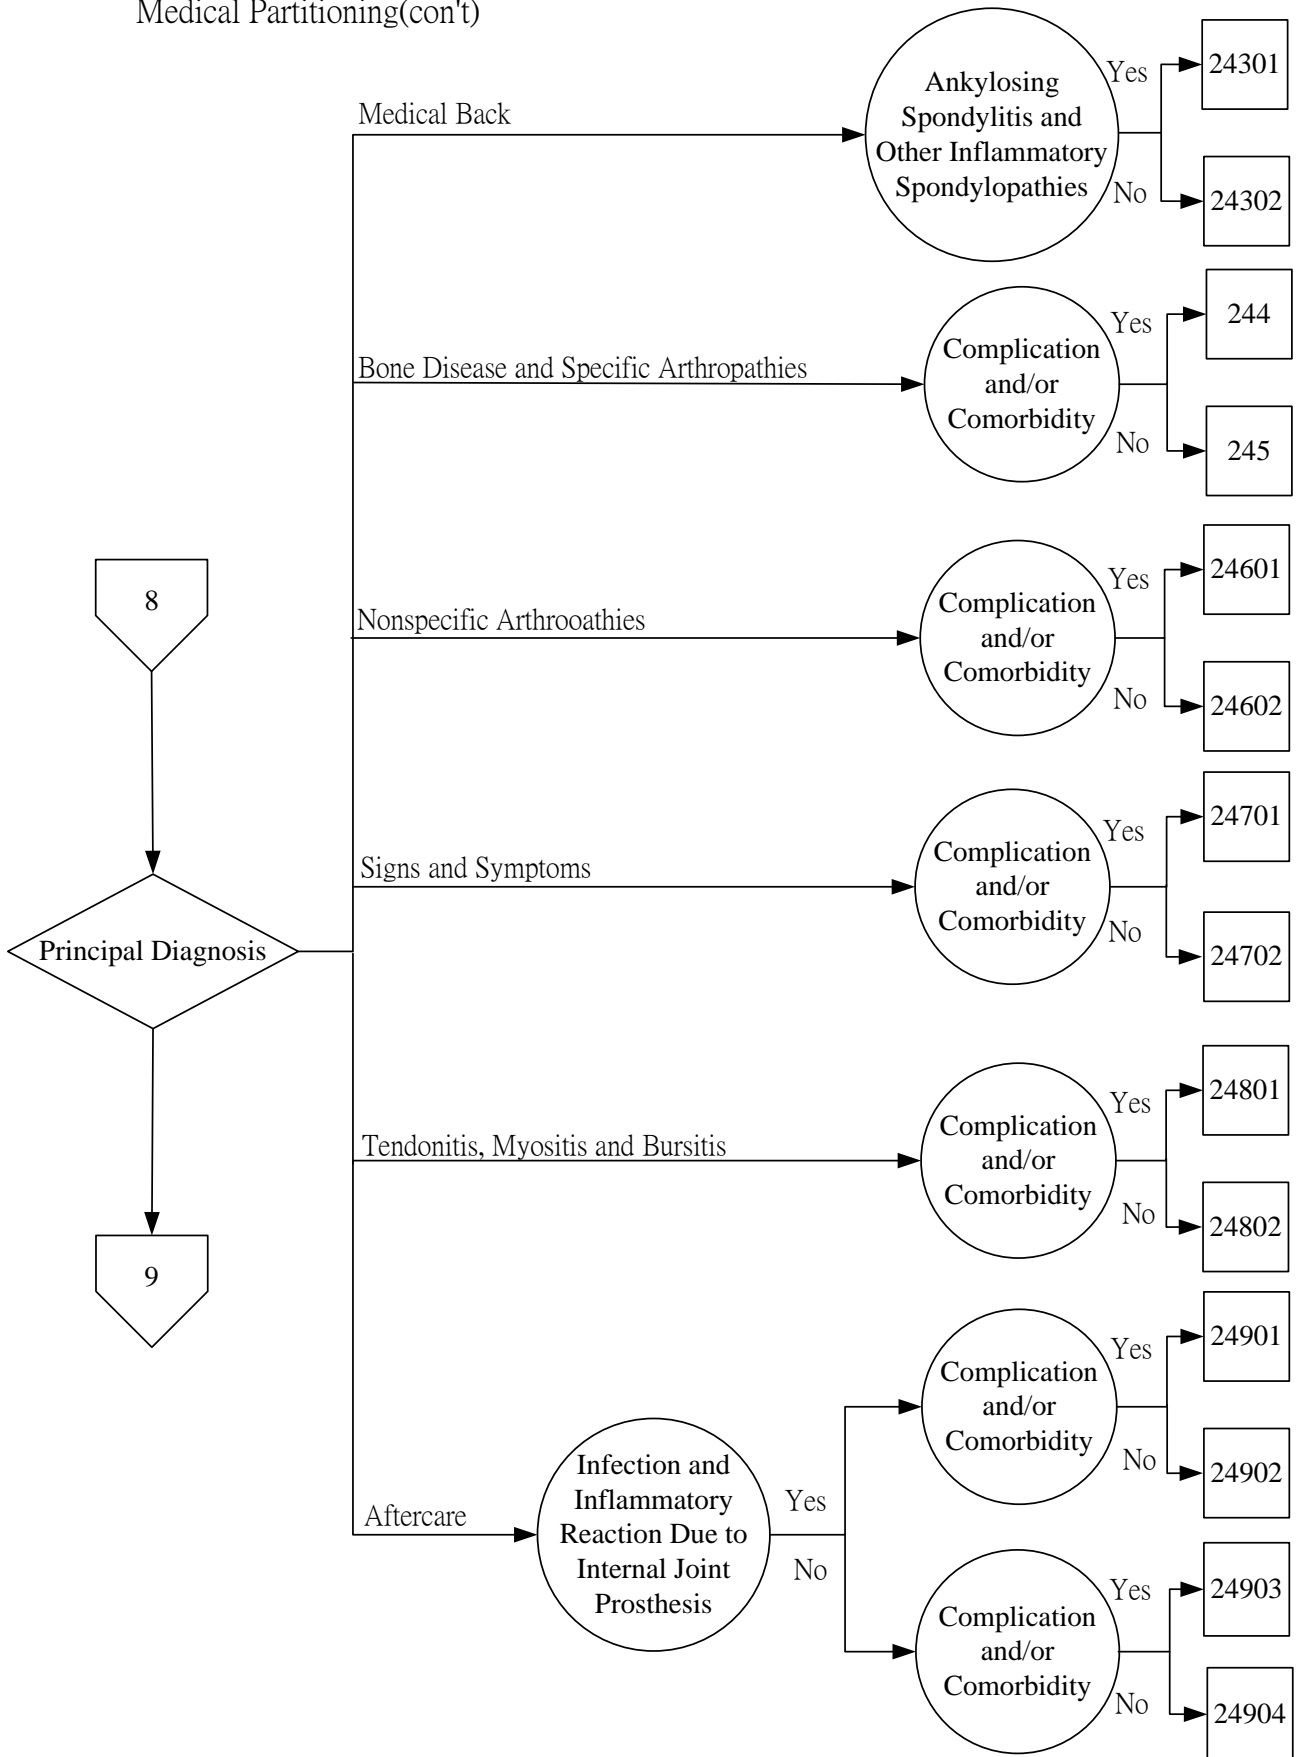 Medical Partitioning(con't)
Medical Back
Ankylosing
Spondylitis and
Other Inflammatory
Spondylopathies
Yes
24301
No
24302
Bone Disease and Specific Arthropathies
Complication
and/or
Comorbidity
Yes
244
No
245
8
Nonspecific Arthrooathies
Complication
and/or
Comorbidity
Yes
24601
No
24602
Signs and Symptoms
Complication
and/or
Comorbidity
Yes
24701
No
24702
Principal Diagnosis
Tendonitis, Myositis and Bursitis
Complication
and/or
Comorbidity
Yes
24801
No
24802
9
Aftercare
Infection and
Inflammatory
Reaction Due to
Internal Joint
Prosthesis
Yes
No
Complication
and/or
Comorbidity
Yes
24901
No
24902
Complication
and/or
Comorbidity
Yes
24903
No
24904